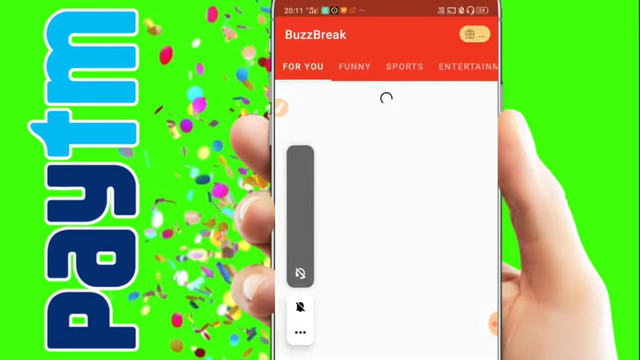 paytm
20:11
BuzzBreak
...
FOR YOU FUNNY SPORTS ENTERTAINM